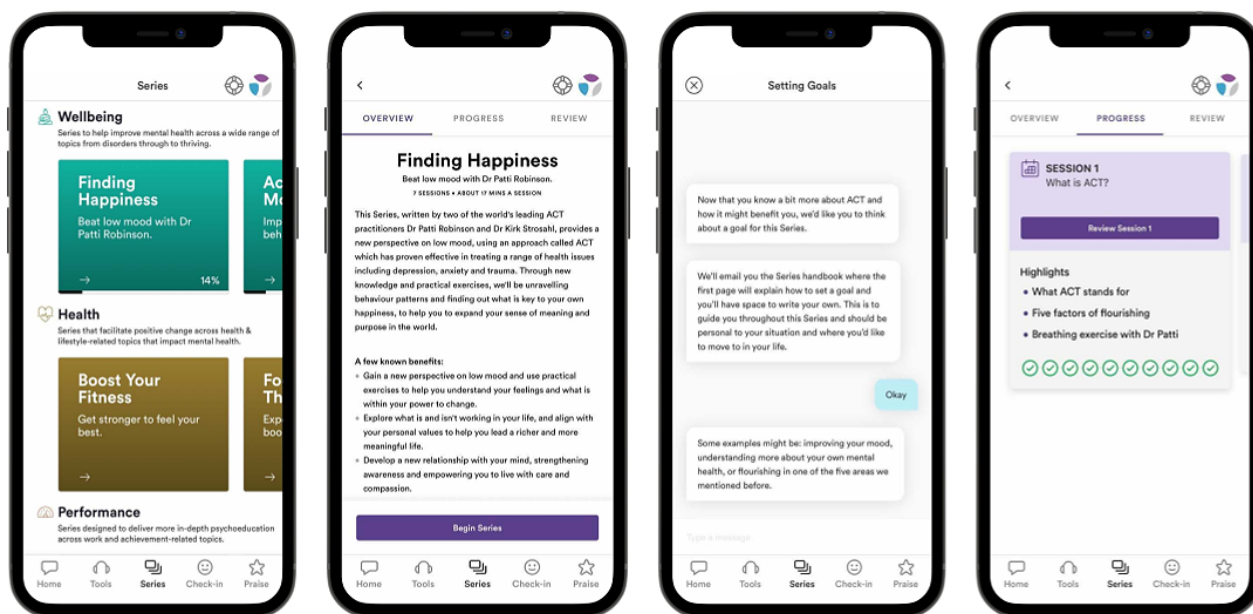 Series
Wellbeing
Series to help improve mental health across a wide range of
topics from disorders through to thriving.
Finding
Happiness
Beat low mood with Dr
Patti Robinson.
14%
Ac
Mo
Imp
beh
Health
Series that facilitate positive change across health &
lifestyle-related topics that impact mental health.
Boost Your
Fitness
Get stronger to feel your
best.
Fo
Th
Exp
boo
Performance
Series designed to deliver more in-depth psychoeducation
across work and achievement-related topics.
Home Tools Series Check-in Praise
OVERVIEW PROGRESS REVIEW
Finding Happiness
Beat low mood with Dr Patti Robinson.
7 SESSIONS • ABOUT 17 MINS A SESSION
This Series, written by two of the world's leading ACT
practitioners Dr Patti Robinson and Dr Kirk Strosahl, provides a
new perspective on low mood, using an approach called ACT
which has proven effective in treating a range of health issues
including depression, anxiety and trauma. Through new
knowledge and practical exercises, we'll be unravelling
behaviour patterns and finding out what is key to your own
happiness, to help you to expand your sense of meaning and
purpose in the world.
A few known benefits:
• Gain a new perspective on low mood and use practical
exercises to help you understand your feelings and what is
within your power to change.
• Explore what is and isn't working in your life, and align with
your personal values to help you lead a richer and more
meaningful life.
• Develop a new relationship with your mind, strengthening
awareness and empowering you to live with care and
compassion.
Begin Series
Home Tools Series Check-in Praise
Setting Goals
Now that you know a bit more about ACT and
how it might benefit you, we'd like you to think
about a goal for this Series.
We'll email you the Series handbook where the
first page will explain how to set a goal and
you'll have space to write your own. This is to
guide you throughout this Series and should be
personal to your situation and where you'd like
to move to in your life.
Okay
Some examples might be: improving your mood,
understanding more about your own mental
health, or flourishing in one of the five areas we
mentioned before.
Type a message
Home Tools Series Check-in Praise
OVERVIEW PROGRESS REVIEW
SESSION 1
What is ACT?
Review Session 1
Highlights
• What ACT stands for
• Five factors of flourishing
• Breathing exercise with Dr Patti
Home Tools Series Check-in Praise